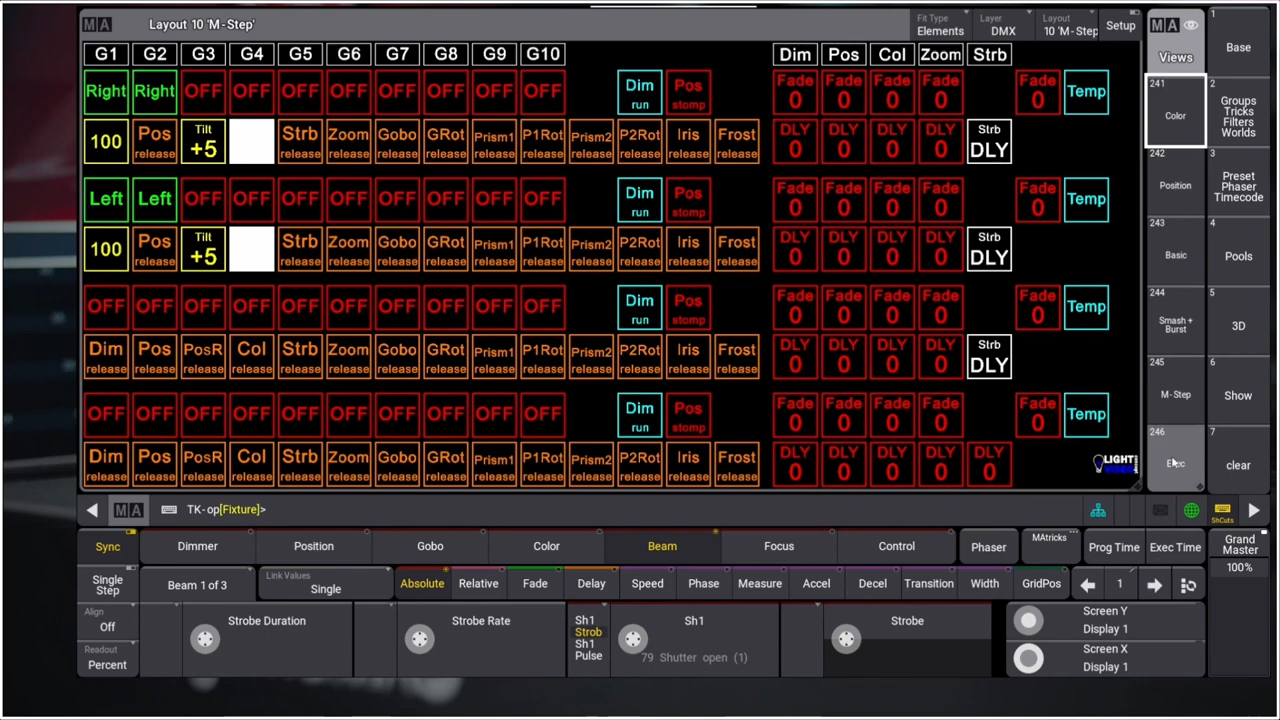 MA Layout 10 'M-Step' Fit Type Elements Layer DMX Layout 10 'M-Step Setup
G1 G2 G3 G4 G5 G6 G7 G8 G9 G10 Dim Pos Col Zoom Strb
Right Right OFF OFF OFF OFF OFF OFF OFF OFF Dim run Pos stomp Fade 0 Fade 0 Fade 0 Fade 0 Fade 0 Temp
100 Pos release Tilt +5 Strb release Zoom release Gobo release GRot release Prism1 release P1Rot release Prism2 release P2Rot release Iris release Frost release DLY 0 DLY 0 DLY 0 DLY 0 Strb DLY
Left Left OFF OFF OFF OFF OFF OFF OFF OFF Dim run Pos stomp Fade 0 Fade 0 Fade 0 Fade 0 Fade 0 Temp
100 Pos release Tilt +5 Strb release Zoom release Gobo release GRot release Prism1 release P1Rot release Prism2 release P2Rot release Iris release Frost release DLY 0 DLY 0 DLY 0 DLY 0 Strb DLY
OFF OFF OFF OFF OFF OFF OFF OFF OFF OFF Dim run Pos stomp Fade 0 Fade 0 Fade 0 Fade 0 Fade 0 Temp
Dim release Pos release PosR release Col release Strb release Zoom release Gobo release GRot release Prism1 release P1Rot release Prism2 release P2Rot release Iris release Frost release DLY 0 DLY 0 DLY 0 DLY 0 Strb DLY
OFF OFF OFF OFF OFF OFF OFF OFF OFF OFF Dim run Pos stomp Fade 0 Fade 0 Fade 0 Fade 0 Fade 0 Temp
Dim release Pos release PosR release Col release Strb release Zoom release Gobo release GRot release Prism1 release P1Rot release Prism2 release P2Rot release Iris release Frost release DLY 0 DLY 0 DLY 0 DLY 0 DLY 0
LIGHT
MA Views
241 Color
242 Position
243 Basic
244 Smash + Burst
245 M-Step
246
1 Base
2 Groups Tricks Filters Worlds
3 Preset Phaser Timecode
4 Pools
5 3D
6 Show
7 clear
MA TK-op[Fixture]> ShCuts
Sync Dimmer Position Gobo Color Beam Focus Control Phaser MAtricks Prog Time Exec Time Grand Master
100%
Single Step Beam 1 of 3 Link Values Single Absolute Relative Fade Delay Speed Phase Measure Accel Decel Transition Width GridPos 1
Align Off Strobe Duration Strobe Rate Sh1 Strob Sh1 Pulse Sh1 Strobe Screen Y Display 1
Readout Percent 79 Shutter open (1) Screen X Display 1